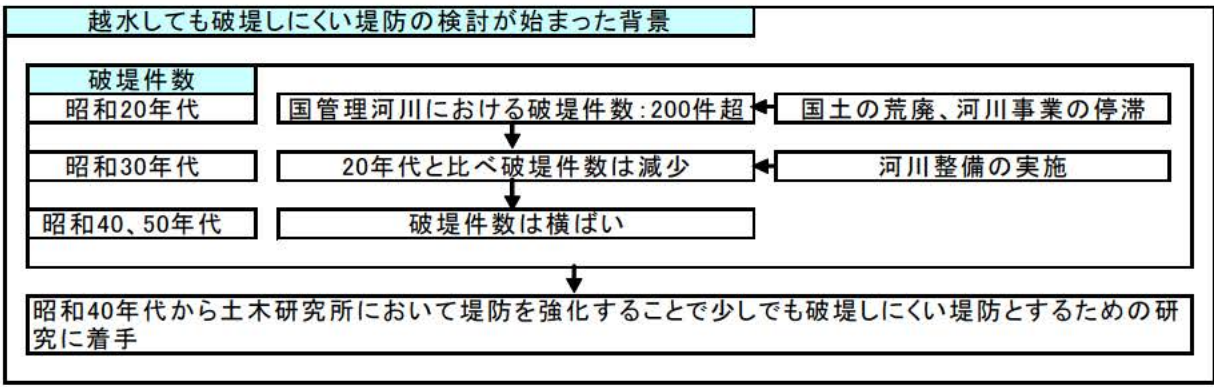 越水しても破堤しにくい堤防の検討が始まった背景
破堤件数
昭和20年代
国管理河川における破堤件数:200件超
国土の荒廃、河川事業の停滞
昭和30年代
20年代と比べ破堤件数は減少
河川整備の実施
昭和40、50年代
破堤件数は横ばい
昭和40年代から土木研究所において堤防を強化することで少しでも破堤しにくい堤防とするための研
究に着手